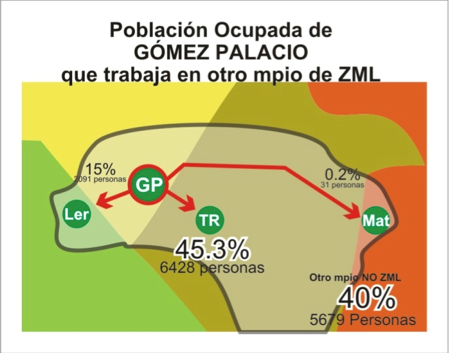 Población Ocupada de
GÓMEZ PALACIO
que trabaja en otro mpio de ZML
15%
2091 personas
0.2%
31 personas
GP
Ler
TR
Mat
45.3%
6428 personas
Otro mpio NO ZML
40%
5679 Personas